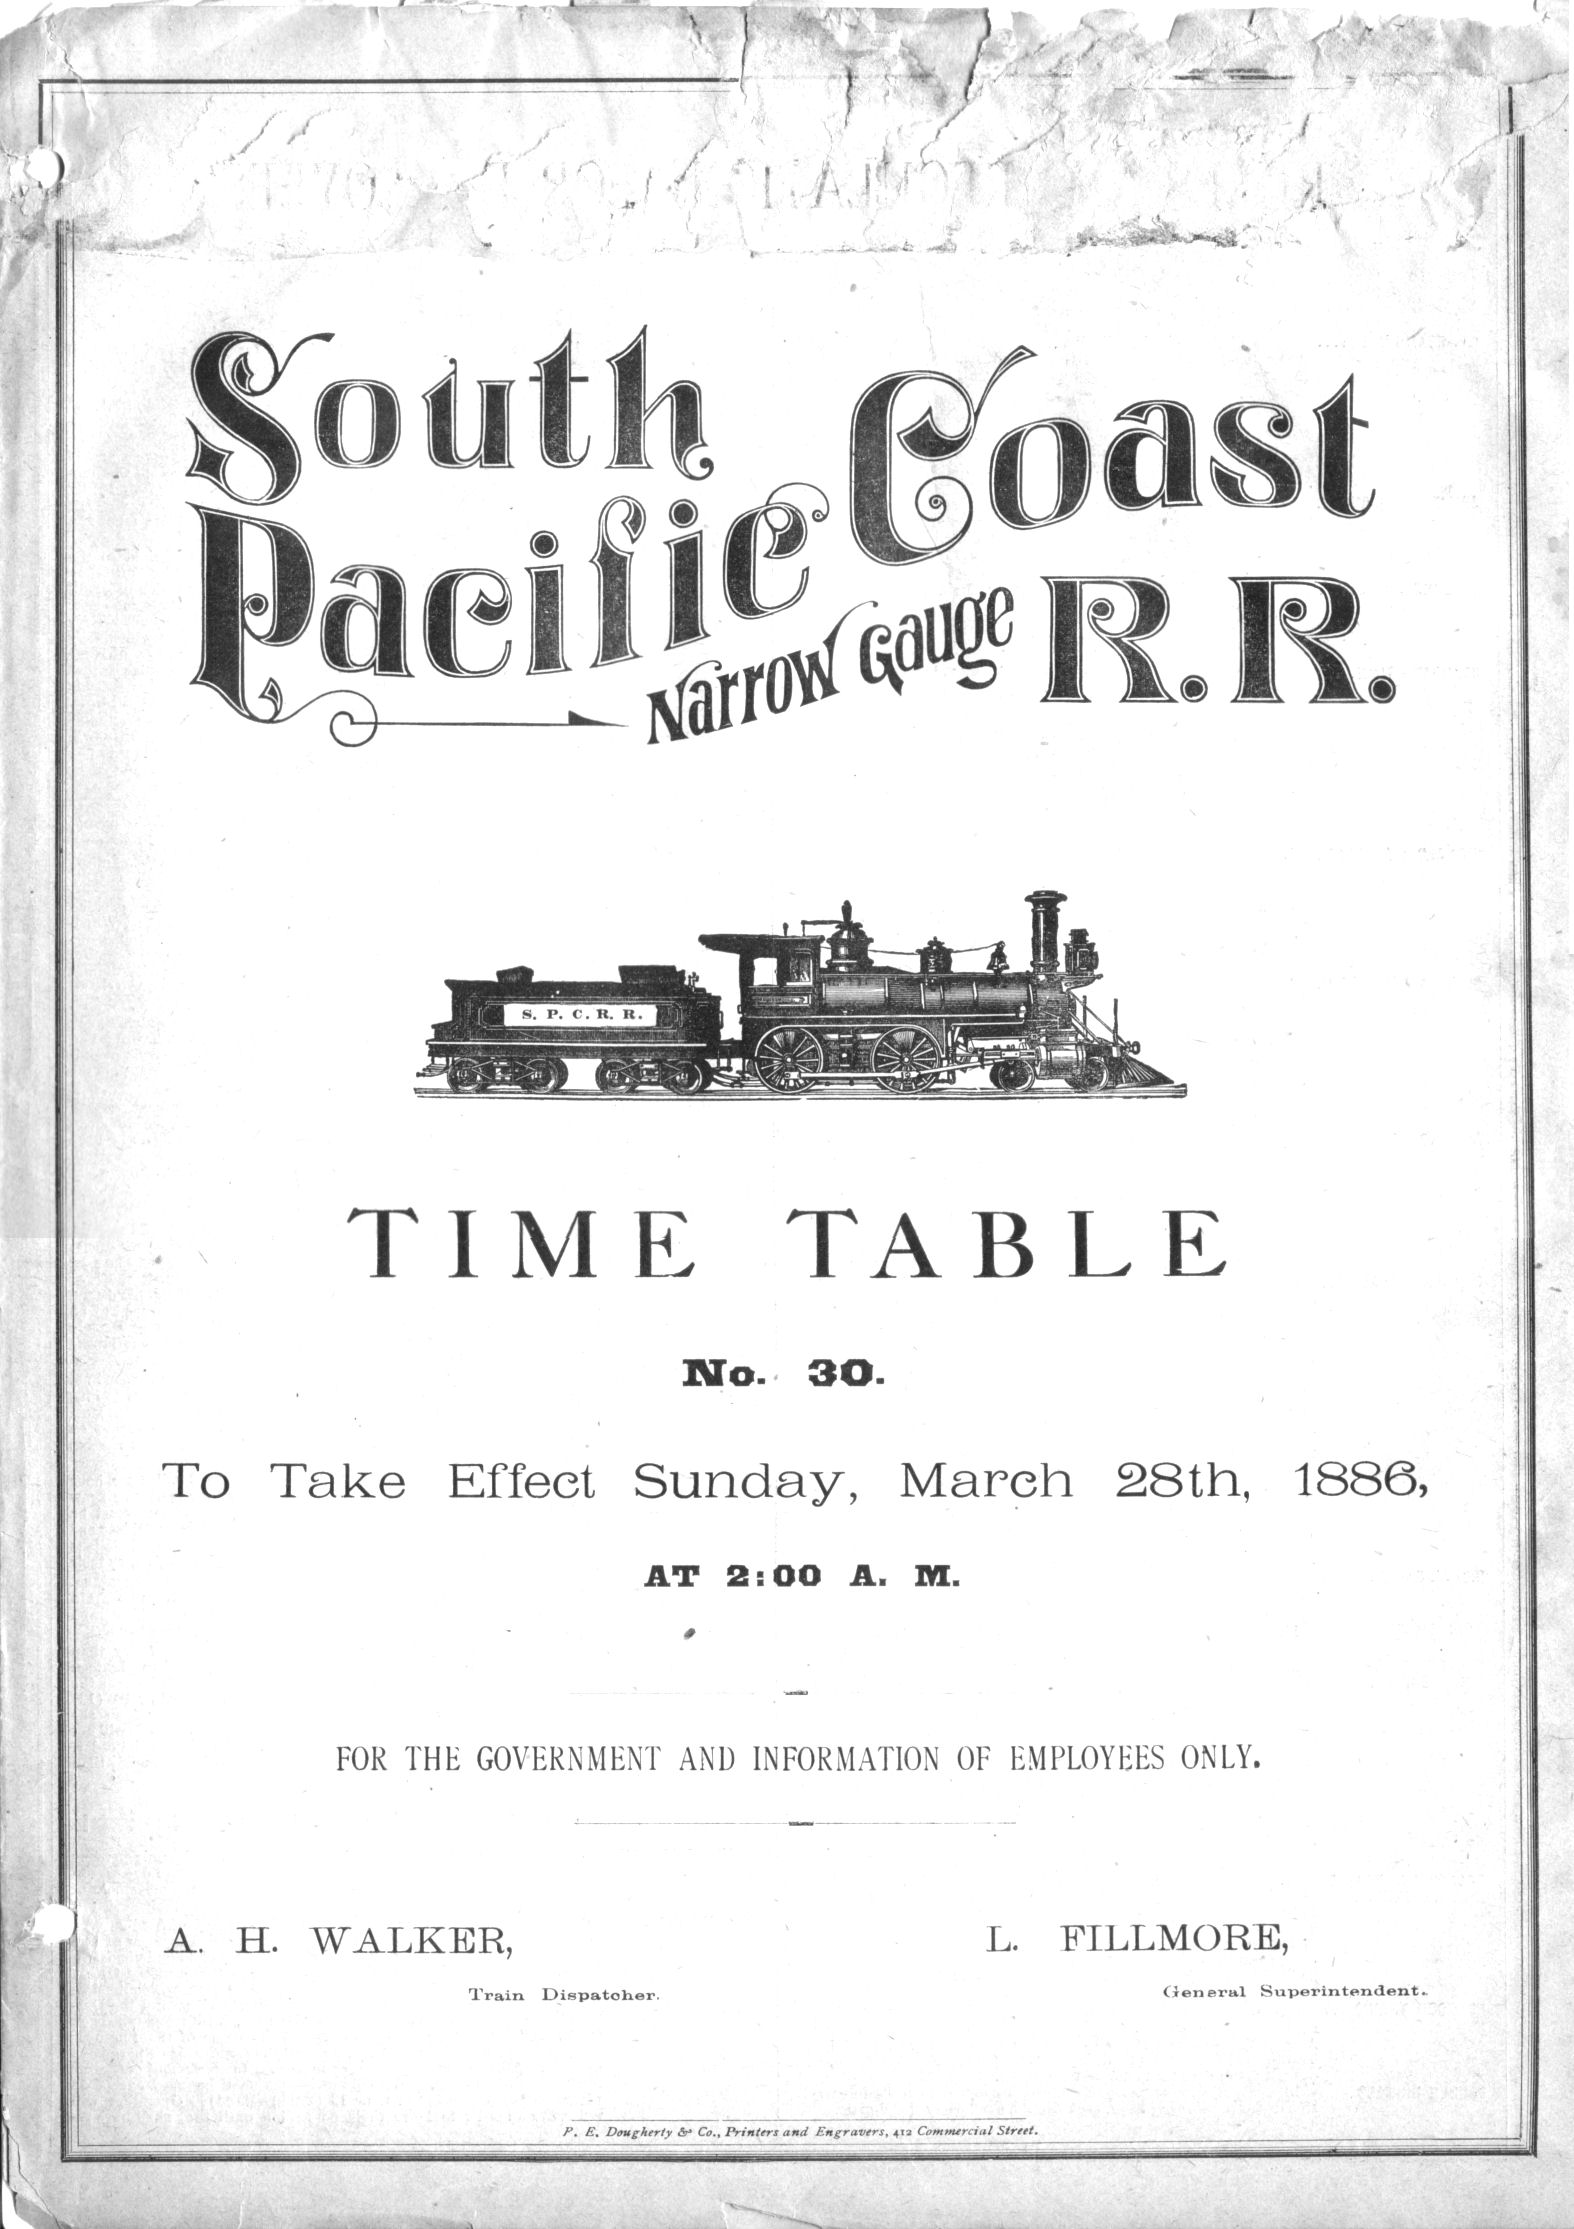 South Coast
Pacific
Narrow Gauge R. R.
S. P. C. R. R.
TIME TABLE
No. 30.
To Take Effect Sunday, March 28th, 1886,
AT 2:00 A. M.
FOR THE GOVERNMENT AND INFORMATION OF EMPLOYEES ONLY.
A. H. WALKER,
Train Dispatcher.
L. FILLMORE,
General Superintendent.
P. E. Dougherty & Co., Printers and Engravers, 412 Commercial Street.